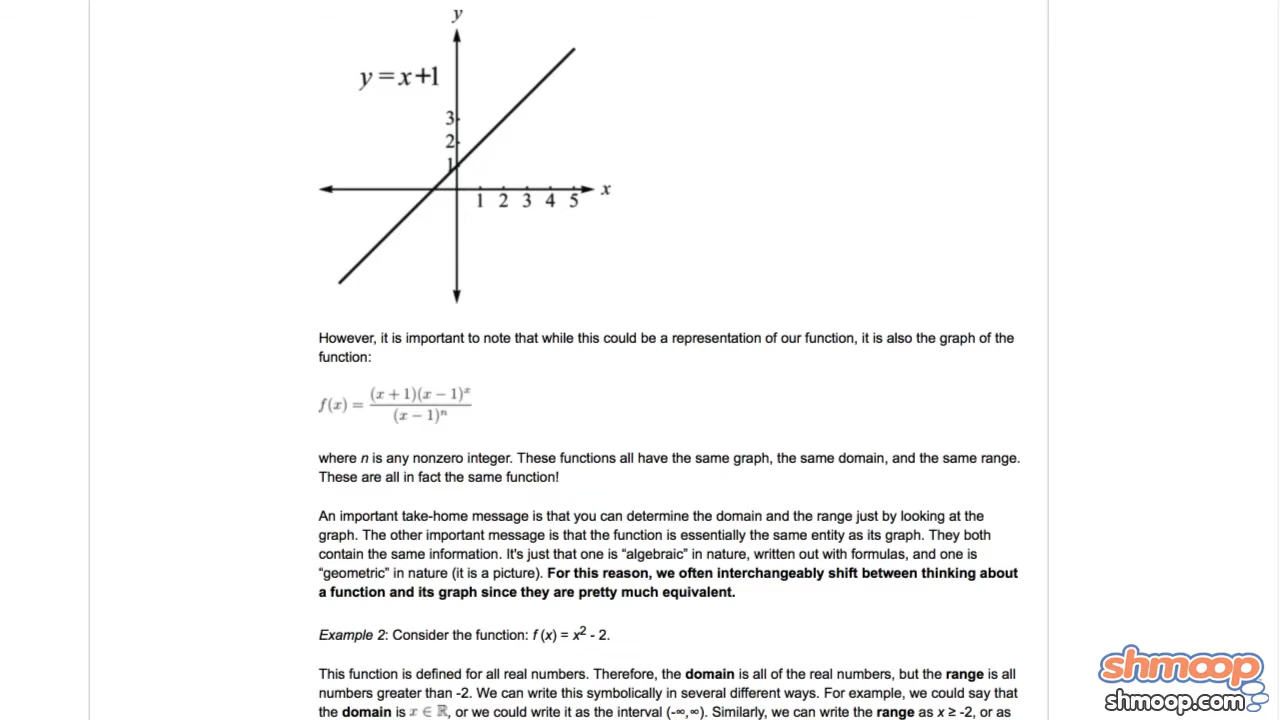 y
y = x+1
3
2
1
x
1 2 3 4 5
However, it is important to note that while this could be a representation of our function, it is also the graph of the
function:
f(x) = (x + 1)(x − 1)ⁿ / (x − 1)ⁿ
where n is any nonzero integer. These functions all have the same graph, the same domain, and the same range.
These are all in fact the same function!
An important take-home message is that you can determine the domain and the range just by looking at the
graph. The other important message is that the function is essentially the same entity as its graph. They both
contain the same information. It's just that one is "algebraic" in nature, written out with formulas, and one is
"geometric" in nature (it is a picture). For this reason, we often interchangeably shift between thinking about
a function and its graph since they are pretty much equivalent.
Example 2: Consider the function: f (x) = x² - 2.
This function is defined for all real numbers. Therefore, the domain is all of the real numbers, but the range is all
numbers greater than -2. We can write this symbolically in several different ways. For example, we could say that
the domain is x ∈ ℝ, or we could write it as the interval (-∞,∞). Similarly, we can write the range as x ≥ -2, or as
shmoop
shmoop.com